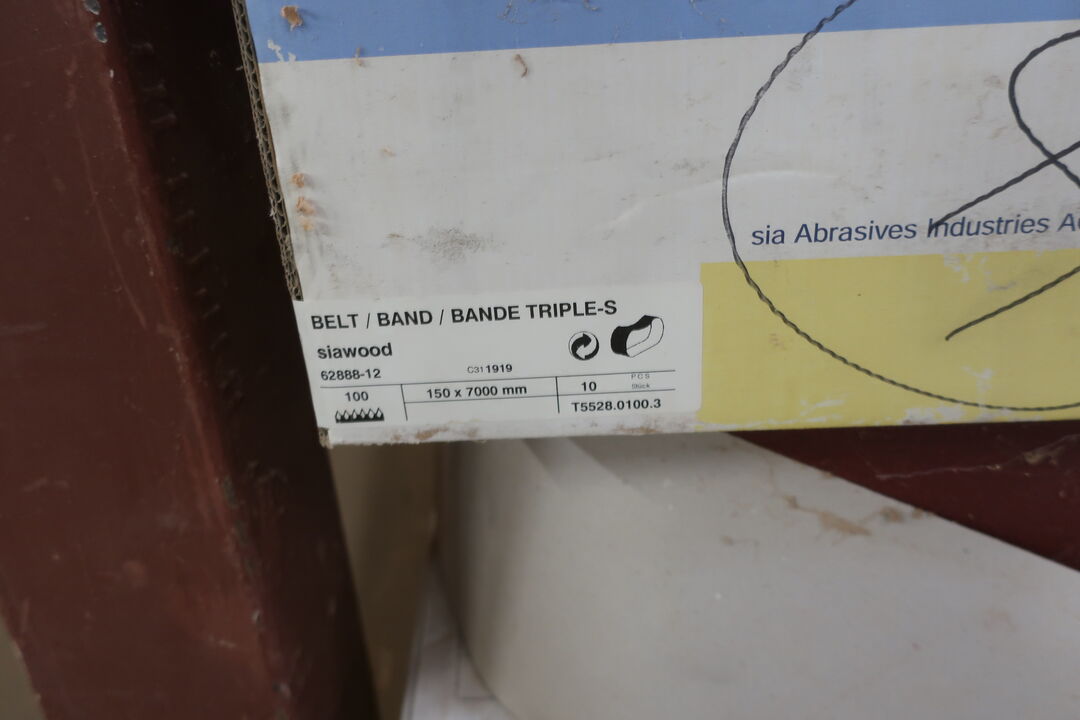 sia Abrasives Industries
BELT / BAND / BANDE TRIPLE-S
siawood
62888-12
C311919
100
150 x 7000 mm
10
PCS
Stück
T5528.0100.3